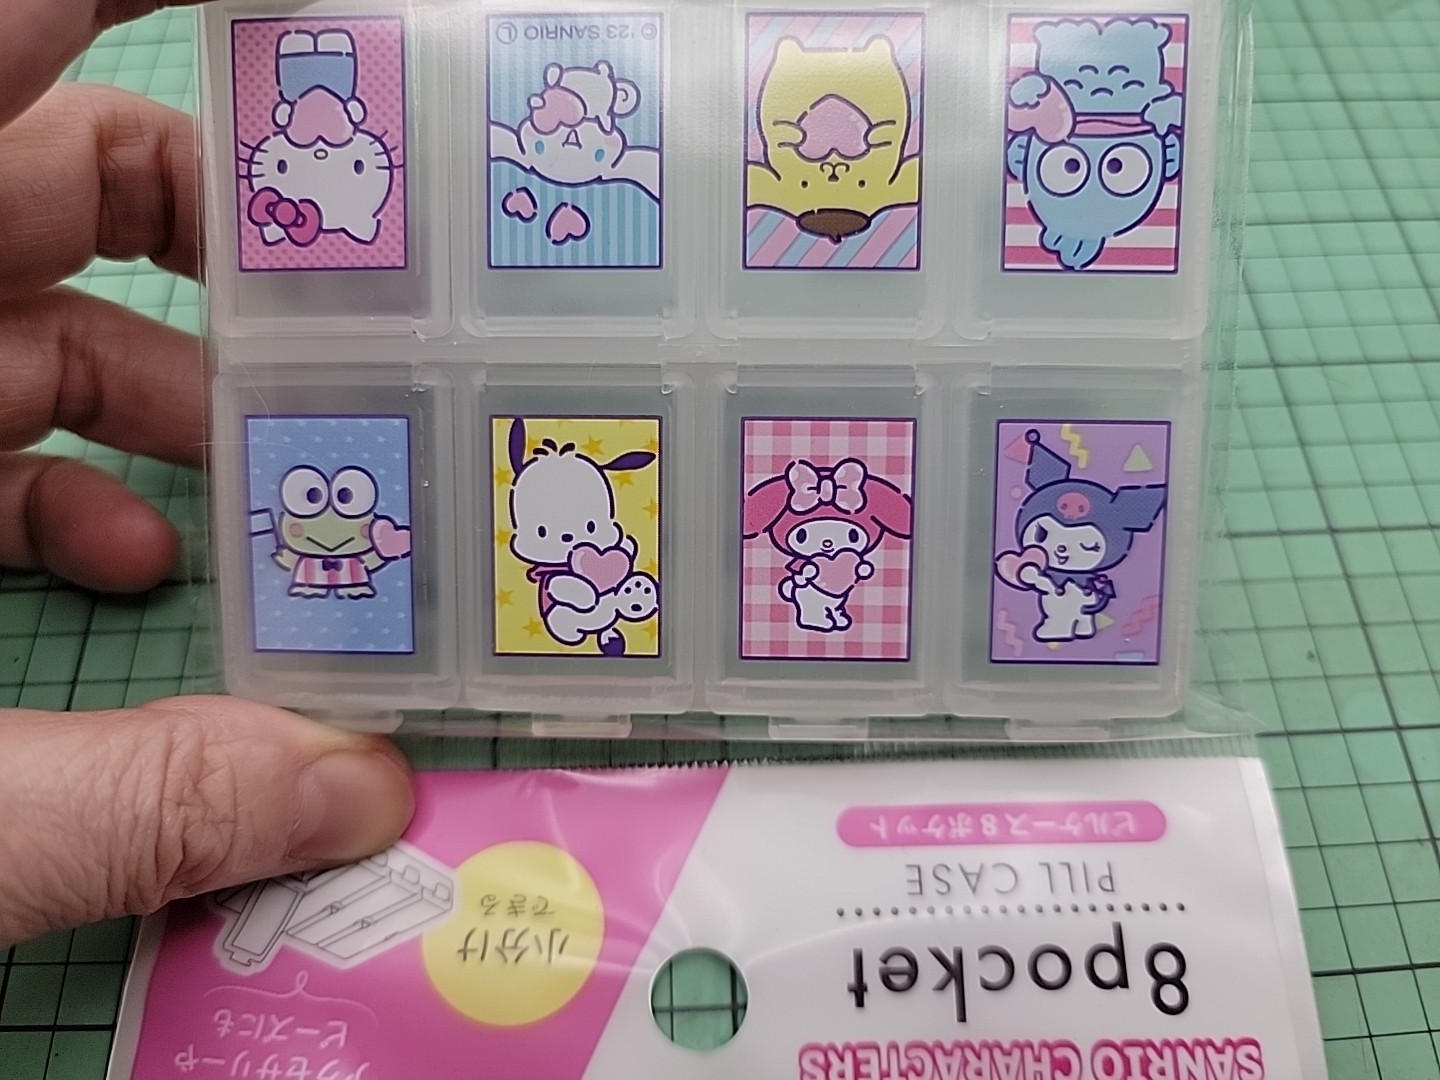 © '23 SANRIO Ⓛ
SANRIO CHARACTERS
8pocket
PILL CASE
ピルケース8ポケット
アクセサリーや
ビーズにも
小分け
できる